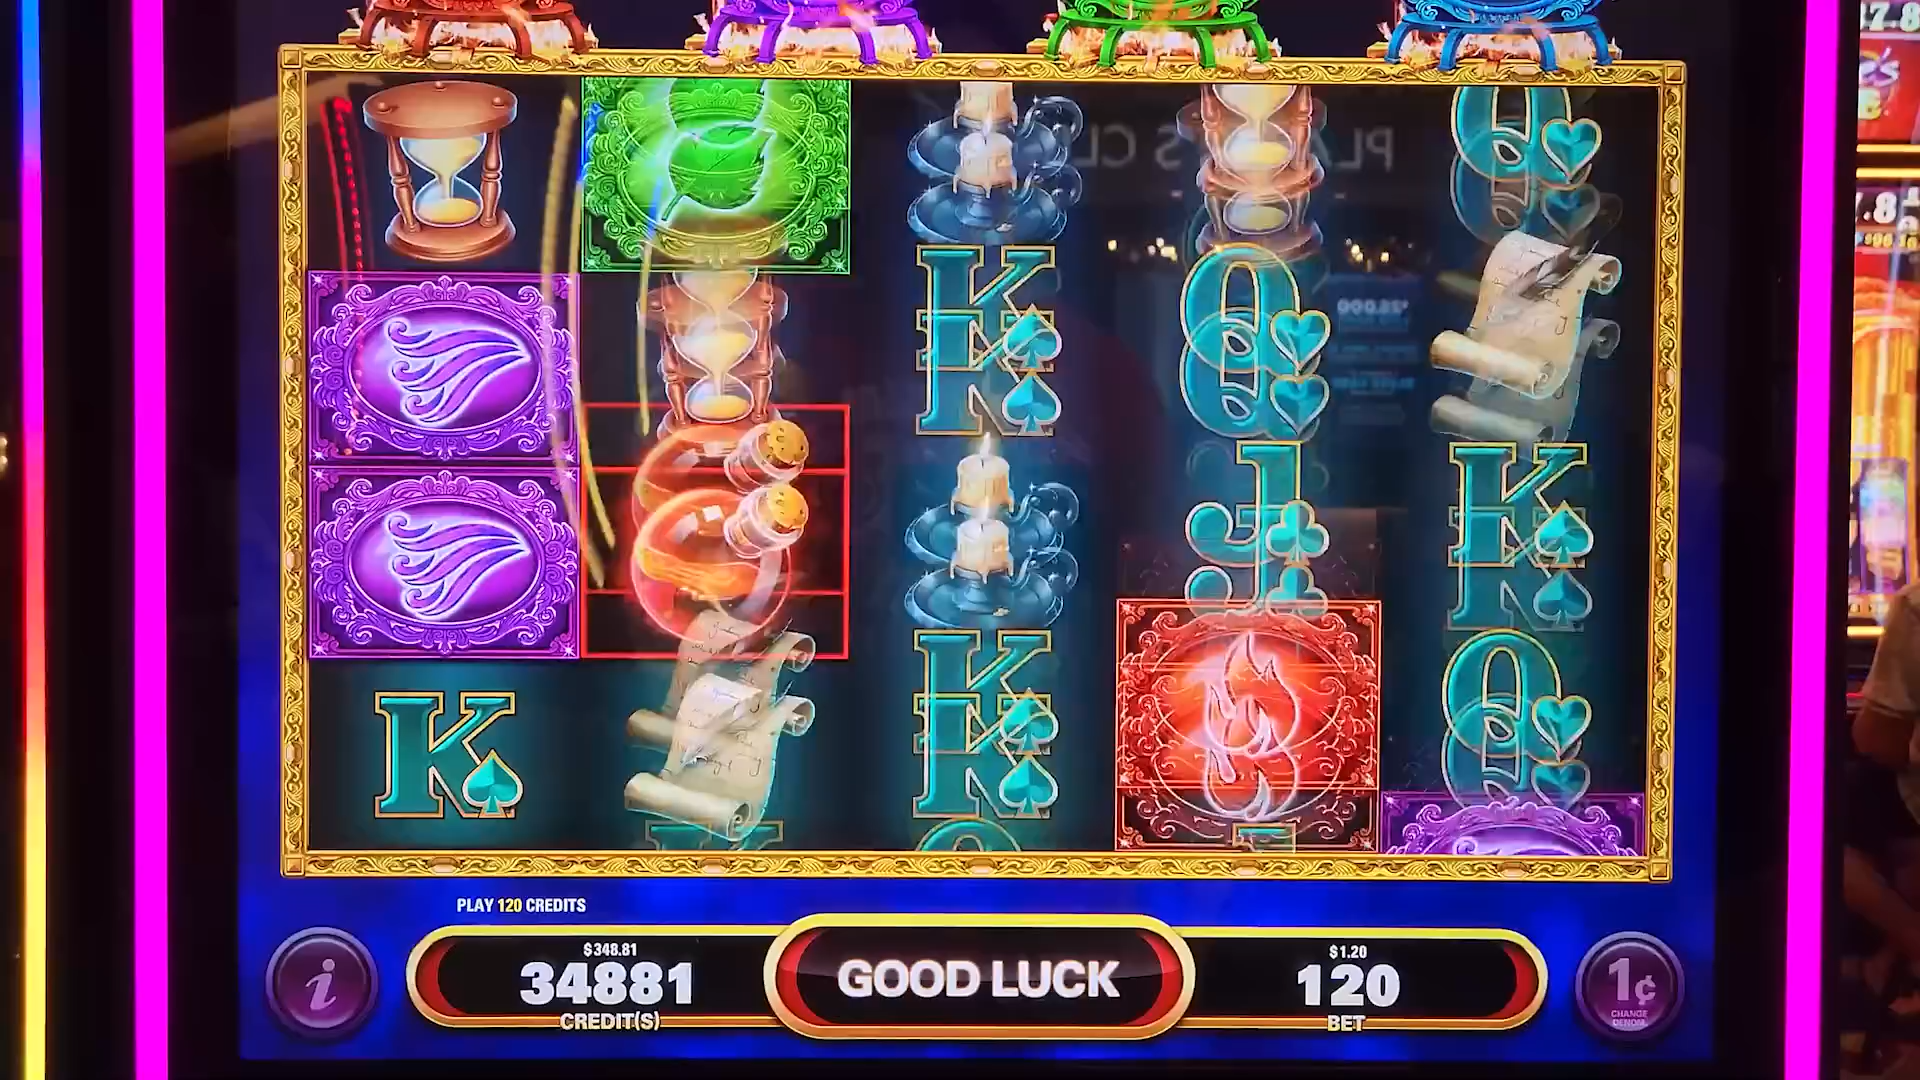 Q
K
Q
J
K
K
K
Q
PLAY 120 CREDITS
$348.81
34881
CREDIT(S)
GOOD LUCK
$1.20
120
BET
i
1¢
CHANGE
DENOM.